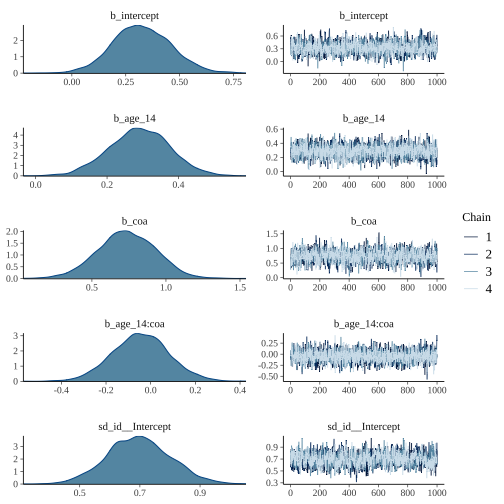 b_intercept
b_intercept
2
1
0
0.00 0.25 0.50 0.75
0.6
0.3
0.0
0 200 400 600 800 1000
b_age_14
b_age_14
4
3
2
1
0
0.0 0.2 0.4
0.6
0.4
0.2
0.0
0 200 400 600 800 1000
b_coa
b_coa
2.0
1.5
1.0
0.5
0.0
0.5 1.0 1.5
1.5
1.0
0.5
0.0
0 200 400 600 800 1000
Chain
1
2
3
4
b_age_14:coa
b_age_14:coa
3
2
1
0
-0.4 -0.2 0.0 0.2 0.4
0.25
0.00
-0.25
-0.50
0 200 400 600 800 1000
sd_id__Intercept
sd_id__Intercept
3
2
1
0
0.5 0.7 0.9
0.9
0.7
0.5
0.3
0 200 400 600 800 1000